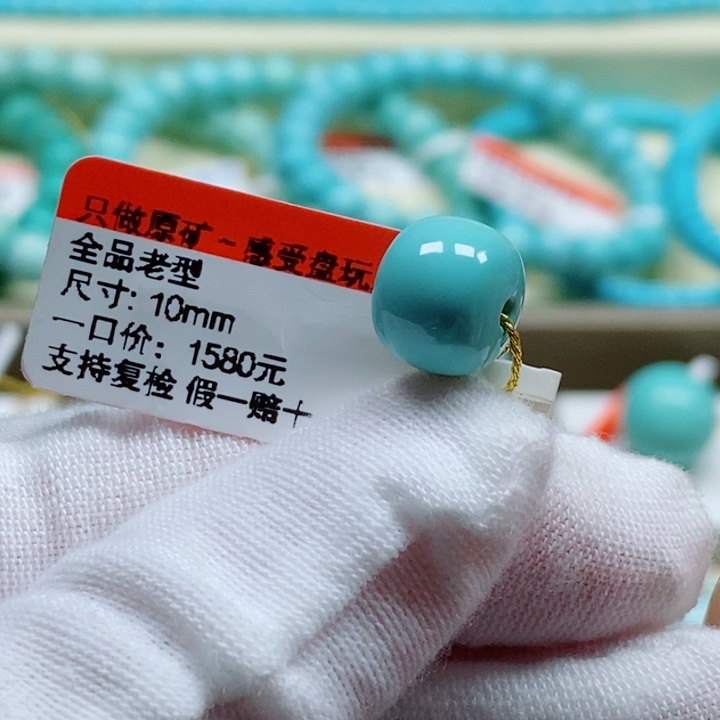 只做原矿~感受盘玩
全品老型
尺寸: 10mm
一口价: 1580元
支持复检 假一赔十